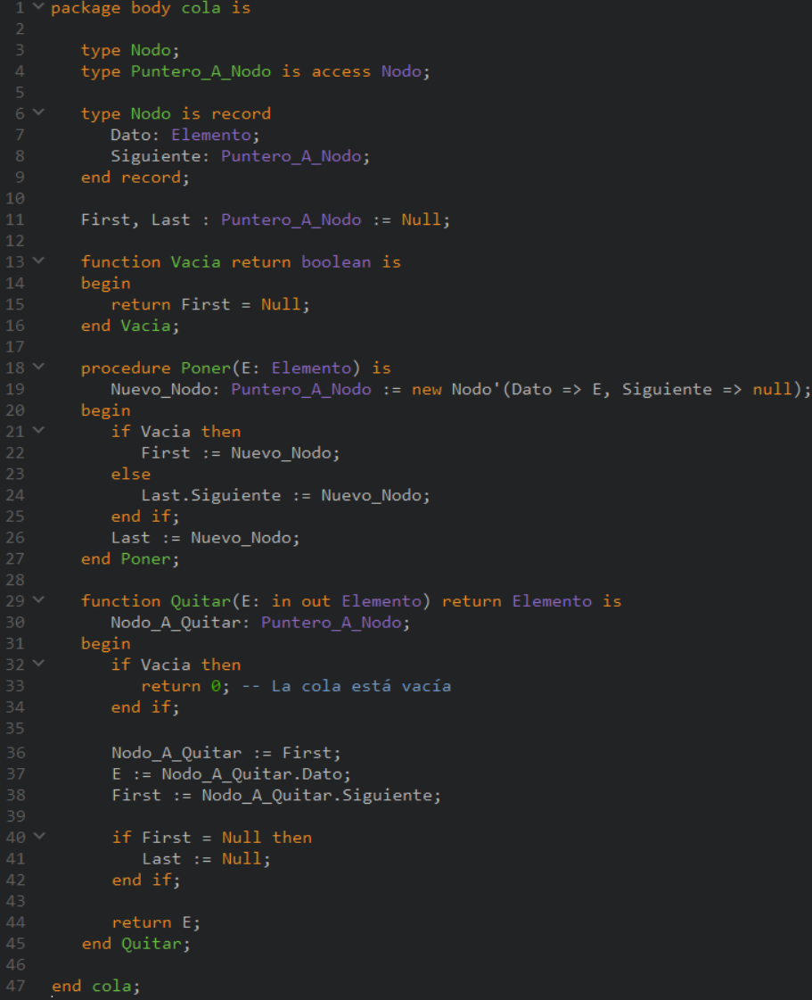 1 package body cola is
2
3 type Nodo;
4 type Puntero_A_Nodo is access Nodo;
5
6 type Nodo is record
7 Dato: Elemento;
8 Siguiente: Puntero_A_Nodo;
9 end record;
10
11 First, Last : Puntero_A_Nodo := Null;
12
13 function Vacia return boolean is
14 begin
15 return First = Null;
16 end Vacia;
17
18 procedure Poner(E: Elemento) is
19 Nuevo_Nodo: Puntero_A_Nodo := new Nodo'(Dato => E, Siguiente => null);
20 begin
21 if Vacia then
22 First := Nuevo_Nodo;
23 else
24 Last.Siguiente := Nuevo_Nodo;
25 end if;
26 Last := Nuevo_Nodo;
27 end Poner;
28
29 function Quitar(E: in out Elemento) return Elemento is
30 Nodo_A_Quitar: Puntero_A_Nodo;
31 begin
32 if Vacia then
33 return 0; -- La cola está vacía
34 end if;
35
36 Nodo_A_Quitar := First;
37 E := Nodo_A_Quitar.Dato;
38 First := Nodo_A_Quitar.Siguiente;
39
40 if First = Null then
41 Last := Null;
42 end if;
43
44 return E;
45 end Quitar;
46
47 end cola;